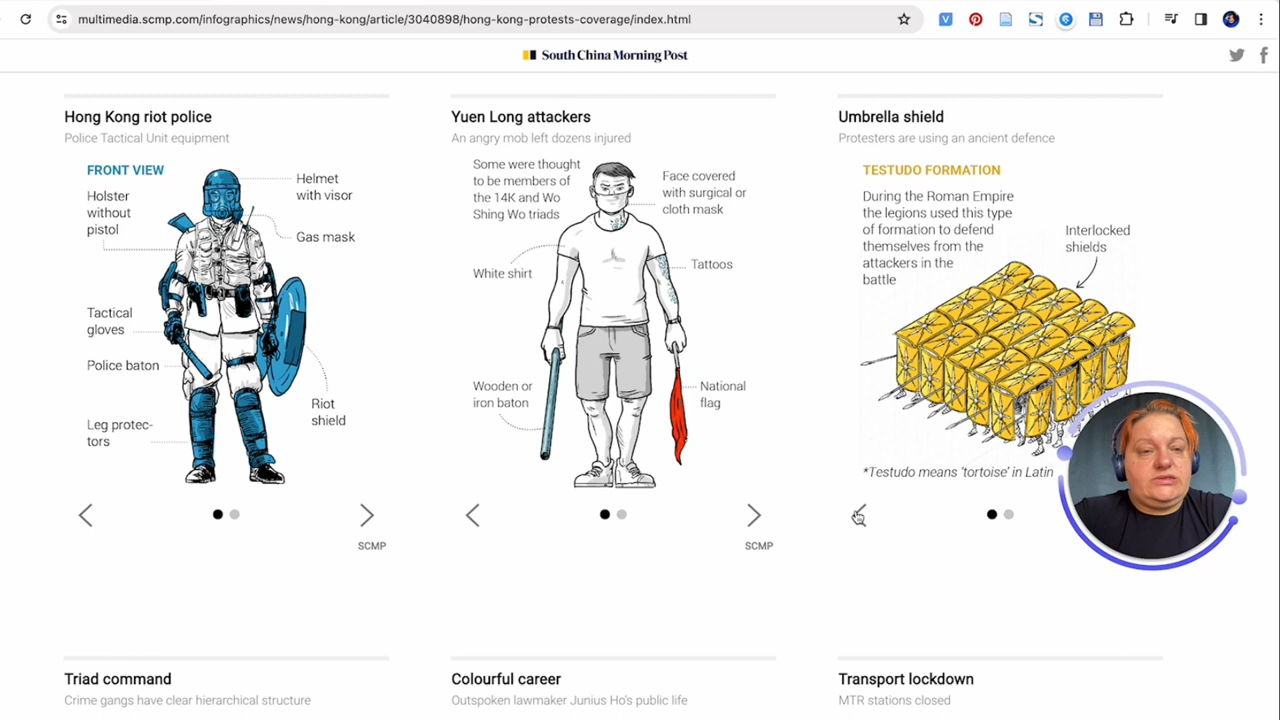 multimedia.scmp.com/infographics/news/hong-kong/article/3040898/hong-kong-protests-coverage/index.html
South China Morning Post
Hong Kong riot police
Police Tactical Unit equipment
FRONT VIEW
Holster
without
pistol
Helmet
with visor
Gas mask
Tactical
gloves
Police baton
Leg protec-
tors
Riot
shield
SCMP
Yuen Long attackers
An angry mob left dozens injured
Some were thought
to be members of
the 14K and Wo
Shing Wo triads
Face covered
with surgical or
cloth mask
White shirt
Tattoos
Wooden or
iron baton
National
flag
SCMP
Umbrella shield
Protesters are using an ancient defence
TESTUDO FORMATION
During the Roman Empire
the legions used this type
of formation to defend
themselves from the
attackers in the
battle
Interlocked
shields
*Testudo means 'tortoise' in Latin
Triad command
Crime gangs have clear hierarchical structure
Colourful career
Outspoken lawmaker Junius Ho's public life
Transport lockdown
MTR stations closed